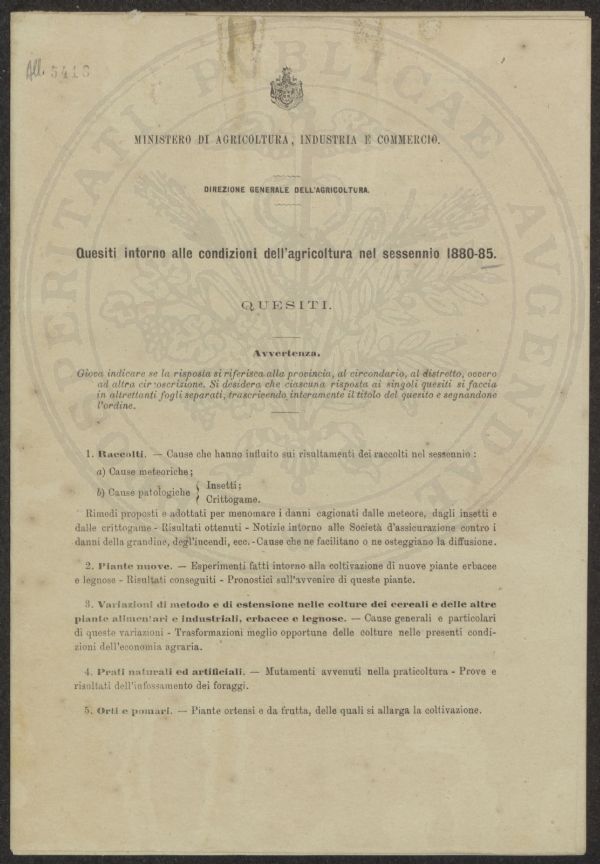 All. 5413
MINISTERO DI AGRICOLTURA, INDUSTRIA E COMMERCIO.
DIREZIONE GENERALE DELL'AGRICOLTURA.
Quesiti intorno alle condizioni dell'agricoltura nel sessennio 1880-85.
QUESITI.
Avvertenza.
Giova indicare se la risposta si riferisca alla provincia, al circondario, al distretto, ovvero
ad altra circoscrizione. Si desidera che ciascuna risposta ai singoli quesiti si faccia
in altrettanti fogli separati, trascrivendo interamente il titolo del quesito e segnandone
l'ordine.
1. Raccolti. — Cause che hanno influito sui risultamenti dei raccolti nel sessennio :
a) Cause meteoriche;
b) Cause patologiche { Insetti;
Crittogame.
Rimedi proposti e adottati per menomare i danni cagionati dalle meteore, dagli insetti e
dalle crittogame - Risultati ottenuti - Notizie intorno alle Società d'assicurazione contro i
danni della grandine, degl'incendi, ecc. - Cause che ne facilitano o ne osteggiano la diffusione.
2. Piante nuove. — Esperimenti fatti intorno alla coltivazione di nuove piante erbacee
e legnose - Risultati conseguiti - Pronostici sull'avvenire di queste piante.
3. Variazioni di metodo e di estensione nelle colture dei cereali e delle altre
piante alimentari e industriali, erbacee e legnose. — Cause generali e particolari
di queste variazioni - Trasformazioni meglio opportune delle colture nelle presenti condi-
zioni dell'economia agraria.
4. Prati naturali ed artificiali. — Mutamenti avvenuti nella praticoltura - Prove e
risultati dell'infossamento dei foraggi.
5. Orti e pomari. — Piante ortensi e da frutta, delle quali si allarga la coltivazione.
PROSPERITATI PUBLICAE AVGENDAE